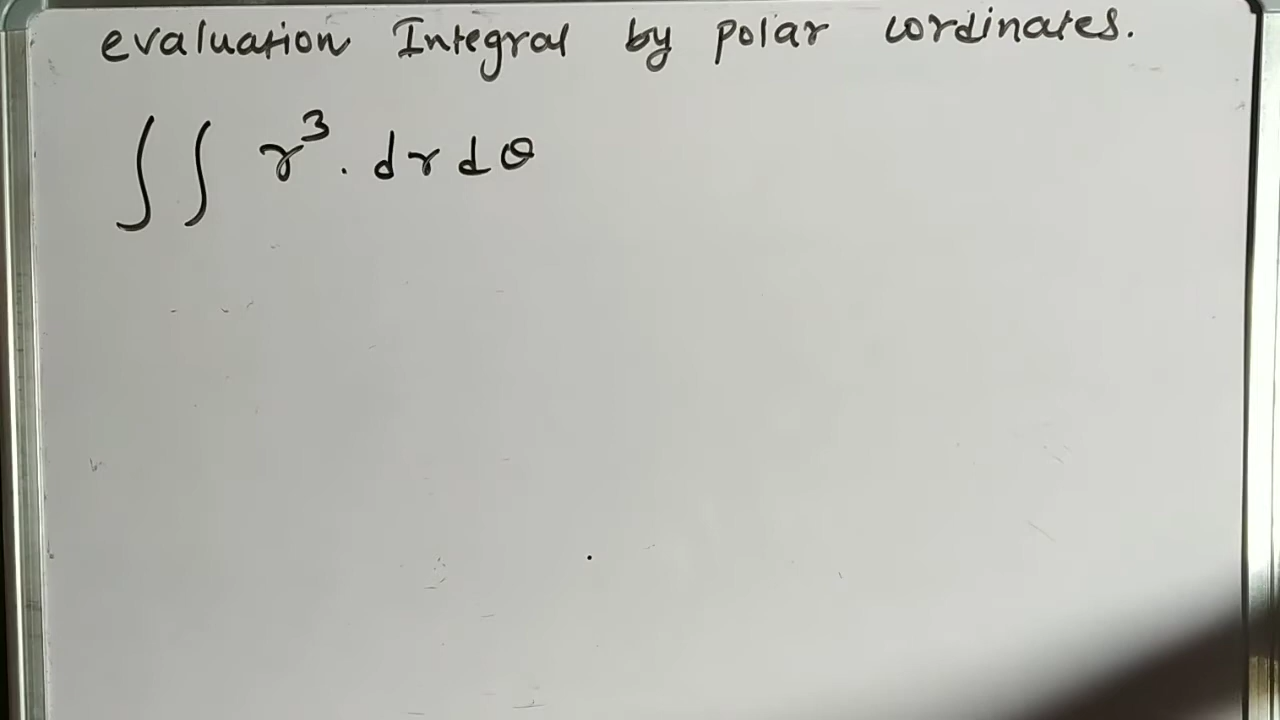 evaluation Integral by polar cordinates.
∫∫ r³. dr dθ